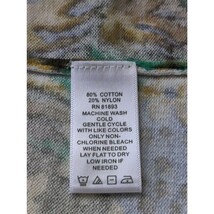 80% COTTON
20% NYLON
RN 81693
MACHINE WASH
COLD
GENTLE CYCLE
WITH LIKE COLORS
ONLY NON-
CHLORINE BLEACH
WHEN NEEDED
LAY FLAT TO DRY
LOW IRON IF
DESIRED